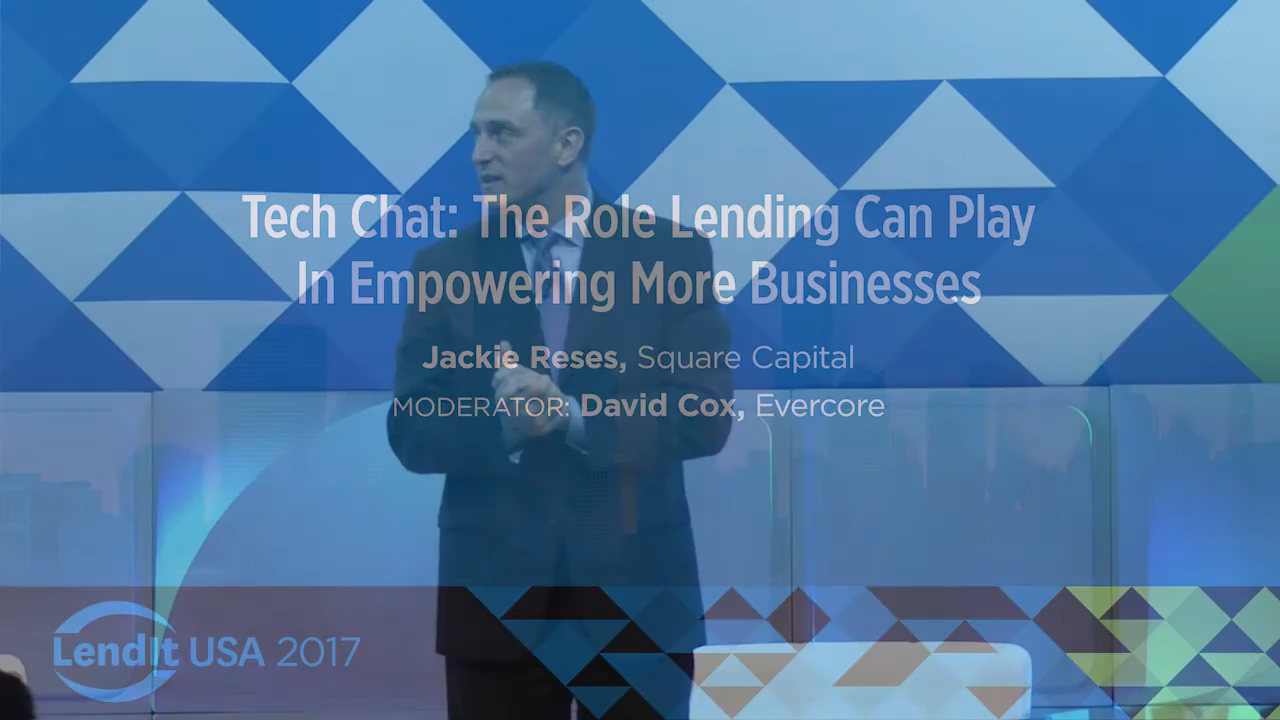 Tech Chat: The Role Lending Can Play
In Empowering More Businesses
Jackie Reses, Square Capital
MODERATOR: David Cox, Evercore
LendIt USA 2017